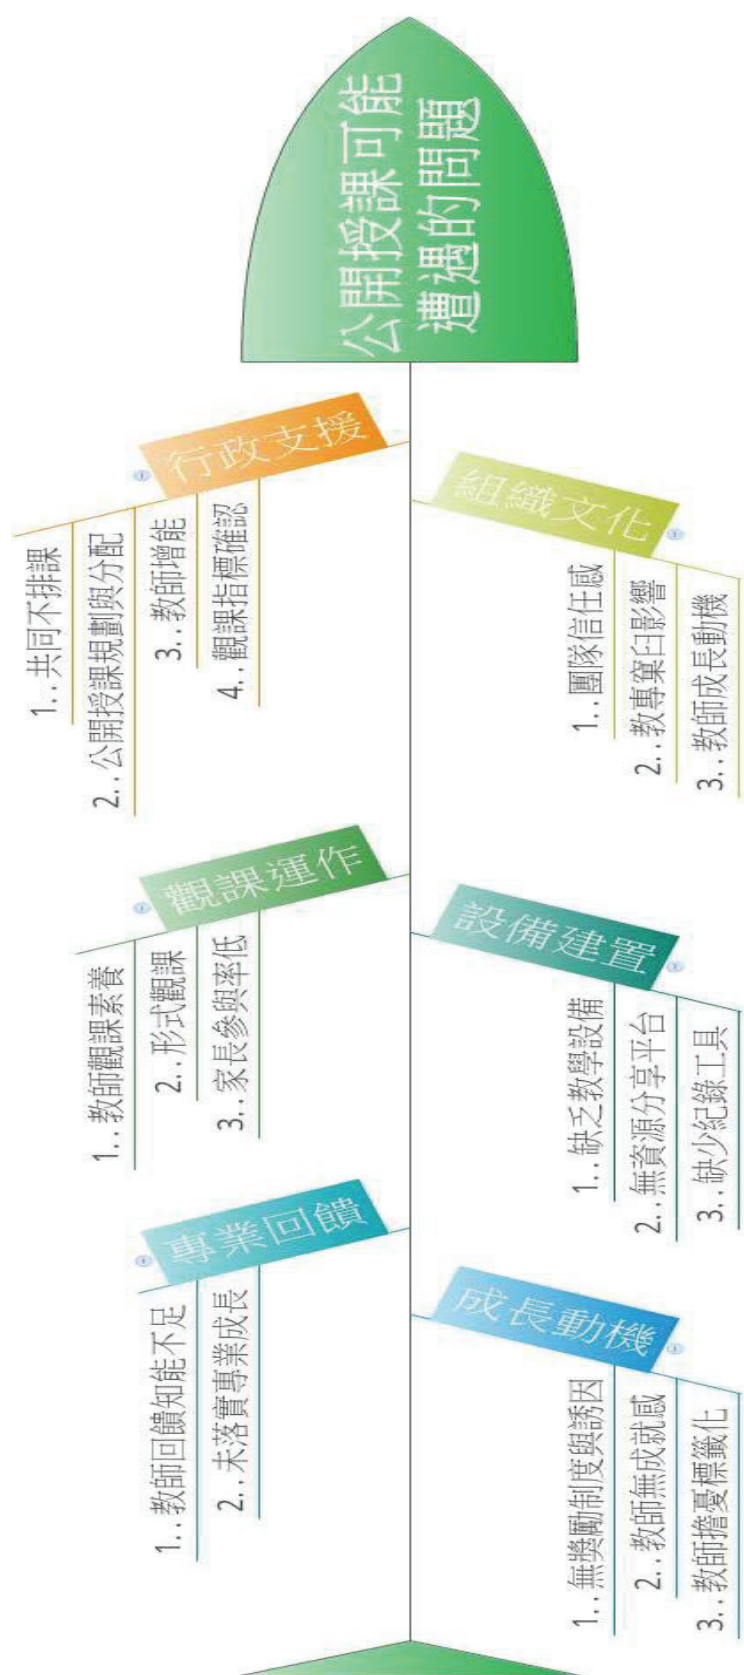 公開授課可能
遭遇的問題
行政支援
1..共同不排課
2..公開授課規劃與分配
3..教師增能
4..觀課指標確認
觀課運作
1..教師觀課素養
2..形式觀課
3..家長參與率低
專業回饋
1..教師回饋知能不足
2..未落實專業成長
組織文化
1..團隊信任感
2..教專窠臼影響
3..教師成長動機
設備建置
1..缺乏教學設備
2..無資源分享平台
3..缺少紀錄工具
成長動機
1..無獎勵制度與誘因
2..教師無成就感
3..教師擔憂標籤化